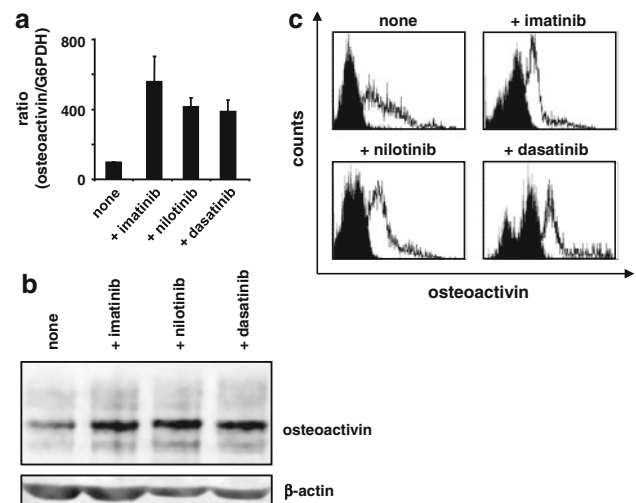 a
800
400
0
ratio
(osteoactivin/G6PDH)
none
+ imatinib
+ nilotinib
+ dasatinib
b
none
+ imatinib
+ nilotinib
+ dasatinib
osteoactivin
β-actin
c
none
+ imatinib
+ nilotinib
+ dasatinib
counts
osteoactivin